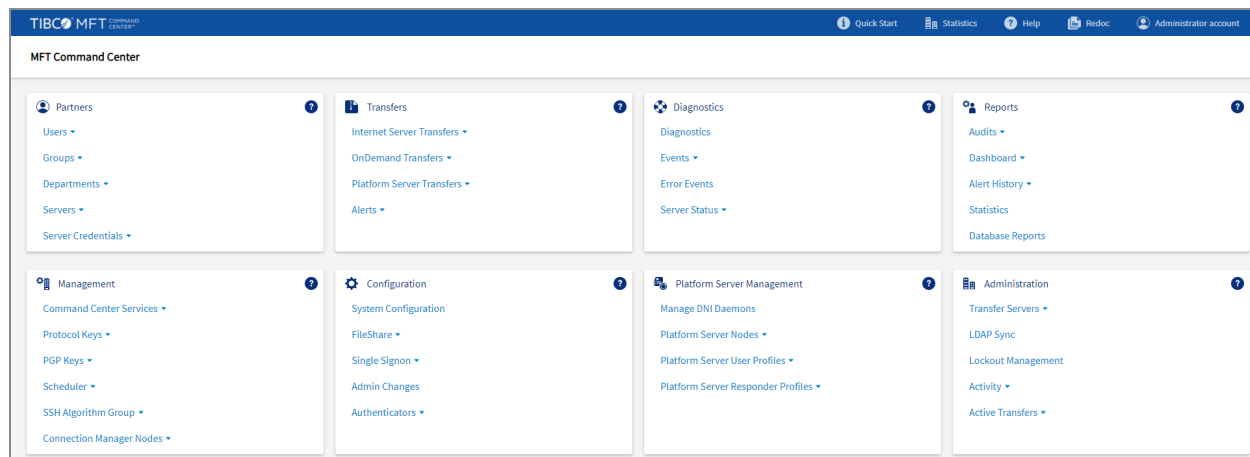 TIBCO MFT COMMAND CENTER
Quick Start
Statistics
Help
Redoc
Administrator account
MFT Command Center
Partners
Users
Groups
Departments
Servers
Server Credentials
Transfers
Internet Server Transfers
OnDemand Transfers
Platform Server Transfers
Alerts
Diagnostics
Diagnostics
Events
Error Events
Server Status
Reports
Audits
Dashboard
Alert History
Statistics
Database Reports
Management
Command Center Services
Protocol Keys
PGP Keys
Scheduler
SSH Algorithm Group
Connection Manager Nodes
Configuration
System Configuration
FileShare
Single Signon
Admin Changes
Authenticators
Platform Server Management
Manage DNI Daemons
Platform Server Nodes
Platform Server User Profiles
Platform Server Responder Profiles
Administration
Transfer Servers
LDAP Sync
Lockout Management
Activity
Active Transfers